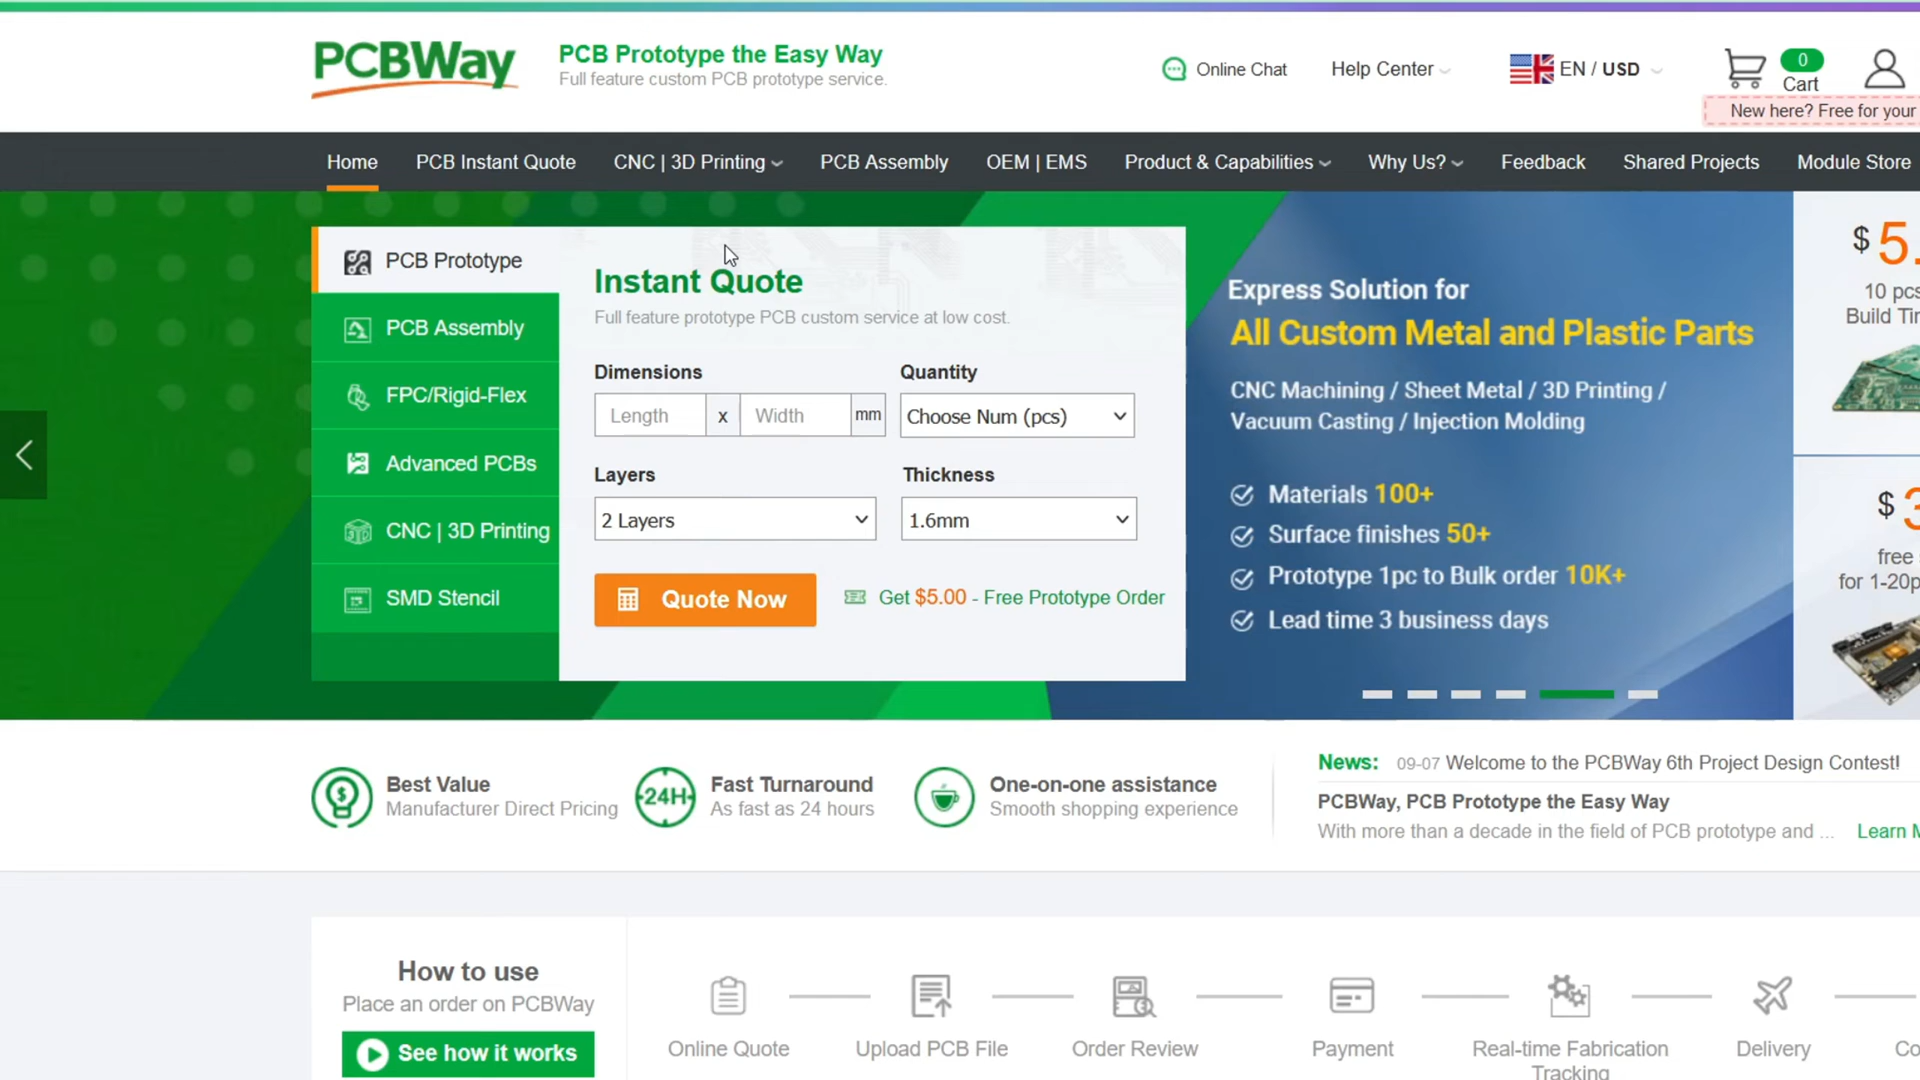 PCBWay
PCB Prototype the Easy Way
Full feature custom PCB prototype service.
Online Chat
Help Center
EN / USD
0
Cart
New here? Free for your
Home
PCB Instant Quote
CNC | 3D Printing
PCB Assembly
OEM | EMS
Product & Capabilities
Why Us?
Feedback
Shared Projects
Module Store
PCB Prototype
PCB Assembly
FPC/Rigid-Flex
Advanced PCBs
CNC | 3D Printing
SMD Stencil
Instant Quote
Full feature prototype PCB custom service at low cost.
Dimensions
Quantity
Length x Width mm
Choose Num (pcs)
Layers
Thickness
2 Layers
1.6mm
Quote Now
Get $5.00 - Free Prototype Order
Express Solution for
All Custom Metal and Plastic Parts
CNC Machining / Sheet Metal / 3D Printing /
Vacuum Casting / Injection Molding
Materials 100+
Surface finishes 50+
Prototype 1pc to Bulk order 10K+
Lead time 3 business days
$ 5.
10 pcs
Build
$ 3
free
for 1-20
Best Value
Manufacturer Direct Pricing
24H
Fast Turnaround
As fast as 24 hours
One-on-one assistance
Smooth shopping experience
News: 09-07 Welcome to the PCBWay 6th Project Design Contest!
PCBWay, PCB Prototype the Easy Way
With more than a decade in the field of PCB prototype and ... Learn
How to use
Place an order on PCBWay
See how it works
Online Quote
Upload PCB File
Order Review
Payment
Real-time Fabrication
Tracking
Delivery
Co